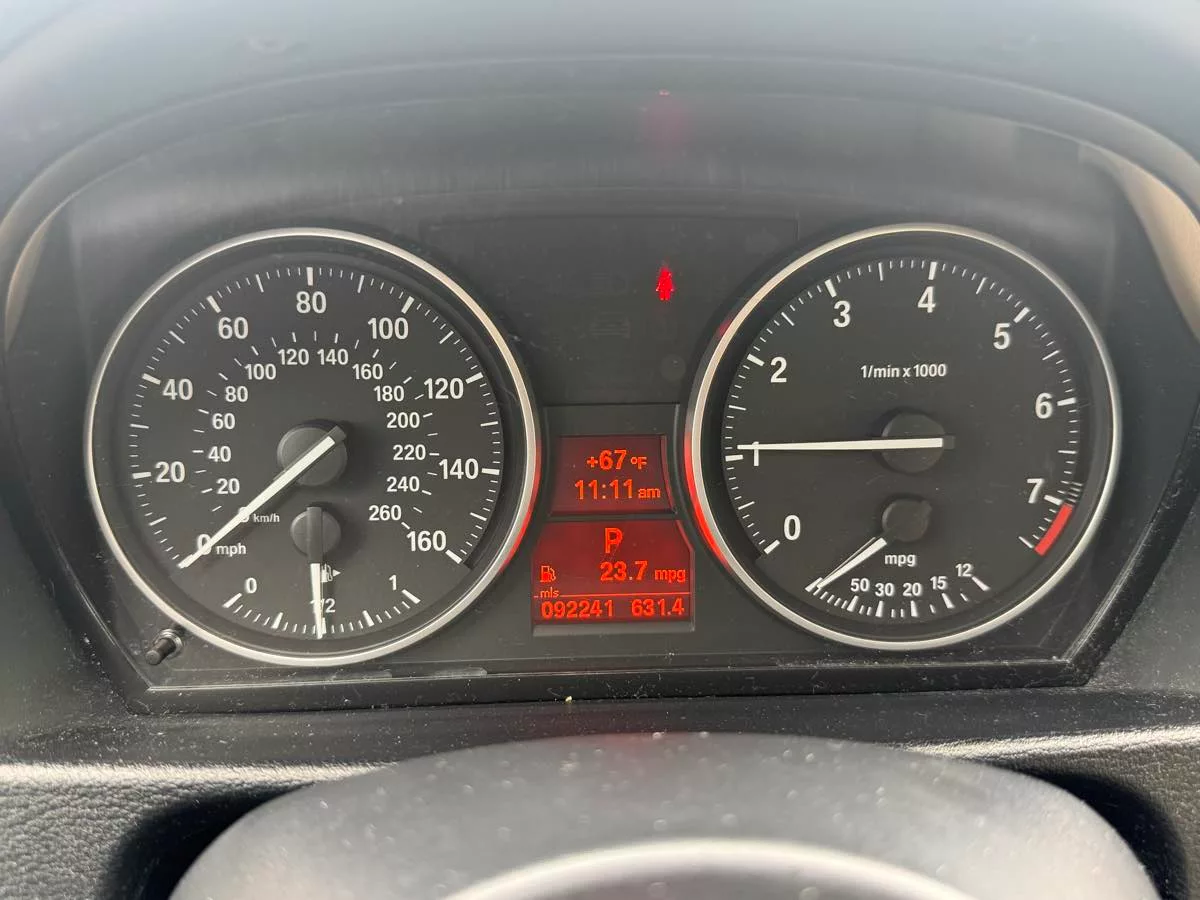 20 40 60 80 100 120 140 160
20 40 60 80 100 120 140 160 180 200 220 240 260
km/h
0 mph
0 1/2 1
+67 °F
11:11 am
P
23.7 mpg
mls
092241 631.4
0 1 2 3 4 5 6 7
1/min x 1000
mpg
50 30 20 15 12